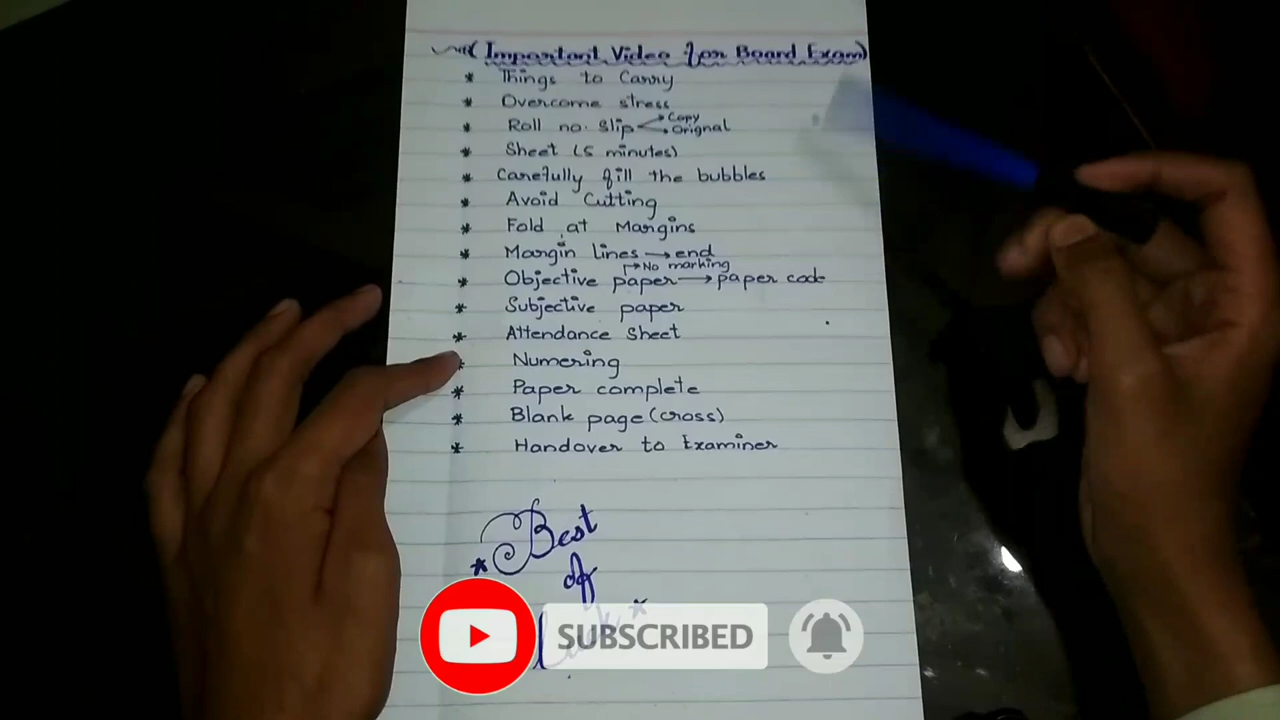 (Important Video for Board Exam)
* Things to Carry
* Overcome stress
* Roll no. Slip → Copy
→ Orignal
* Sheet (5 minutes)
* Carefully fill the bubbles
* Avoid Cutting
* Fold at Margins
* Margin lines → end
→ No marking
* Objective paper → paper code
* Subjective paper
* Attendance Sheet
* Numering
* Paper complete
* Blank page (cross)
* Handover to Examiner
* Best
of
Luck *
SUBSCRIBED